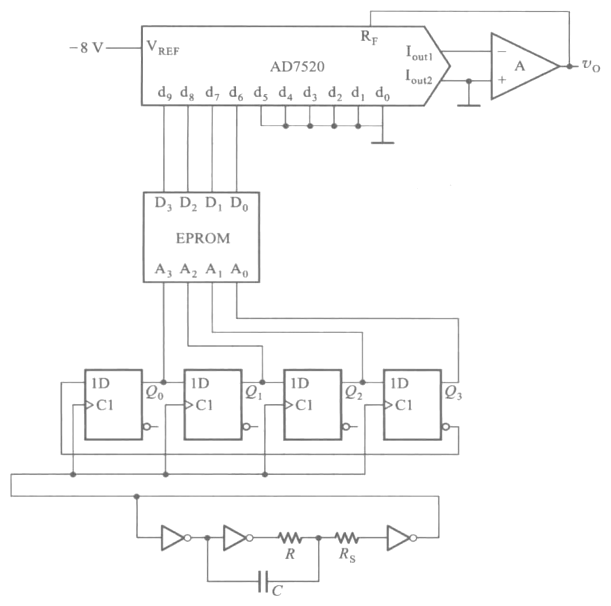 R_F
−8 V
V_REF
I_out1
−
AD7520
A
v_O
I_out2
+
d_9 d_8 d_7 d_6 d_5 d_4 d_3 d_2 d_1 d_0
D_3 D_2 D_1 D_0
EPROM
A_3 A_2 A_1 A_0
1D 1D 1D 1D
Q_0 Q_1 Q_2 Q_3
C1 C1 C1 C1
R R_S
C